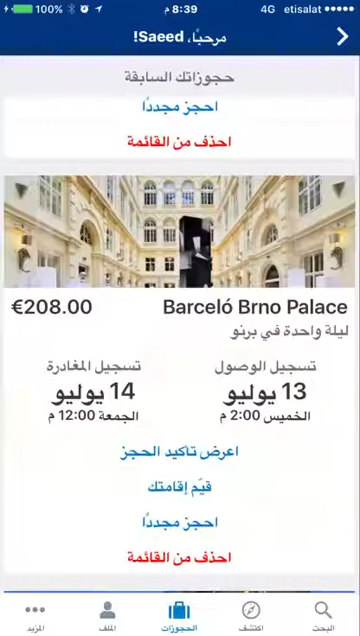 100% 8:39 م 4G etisalat
مرحبًا، Saeed!
حجوزاتك السابقة
احجز مجددًا
احذف من القائمة
Barceló Brno Palace €208.00
ليلة واحدة في برنو
تسجيل الوصول تسجيل المغادرة
13 يوليو 14 يوليو
الخميس 2:00 م الجمعة 12:00 م
اعرض تأكيد الحجز
قيّم إقامتك
احجز مجددًا
احذف من القائمة
البحث اكتشف الحجوزات الملف المزيد